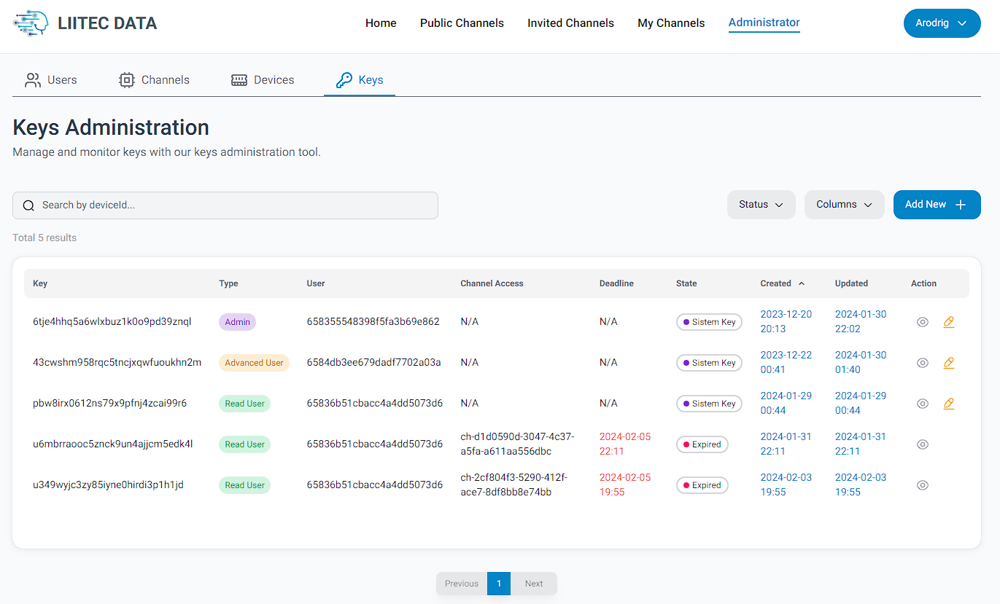 LIITEC DATA
Home Public Channels Invited Channels My Channels Administrator Arodrig
Users Channels Devices Keys
Keys Administration
Manage and monitor keys with our keys administration tool.
Search by deviceId... Status Columns Add New
Total 5 results
Key Type User Channel Access Deadline State Created Updated Action
6tje4hhq5a6wlxbuz1k0o9pd39znql Admin 658355548398f5fa3b69e862 N/A N/A Sistem Key 2023-12-20 2024-01-30
20:13 22:02
43cwshm958rqc5tncjxqwfuoukhn2m Advanced User 6584db3ee679dadf7702a03a N/A N/A Sistem Key 2023-12-22 2024-01-30
00:41 01:40
pbw8irx0612ns79x9pfnj4zcai99r6 Read User 65836b51cbacc4a4dd5073d6 N/A N/A Sistem Key 2024-01-29 2024-01-29
00:44 00:44
u6mbrraooc5znck9un4ajjcm5edk4l Read User 65836b51cbacc4a4dd5073d6 ch-d1d0590d-3047-4c37- 2024-02-05 Expired 2024-01-31 2024-01-31
a5fa-a611aa556dbc 22:11 22:11 22:11
u349wyjc3zy85iyne0hirdi3p1h1jd Read User 65836b51cbacc4a4dd5073d6 ch-2cf804f3-5290-412f- 2024-02-05 Expired 2024-02-03 2024-02-03
ace7-8df8bb8e74bb 19:55 19:55 19:55
Previous 1 Next